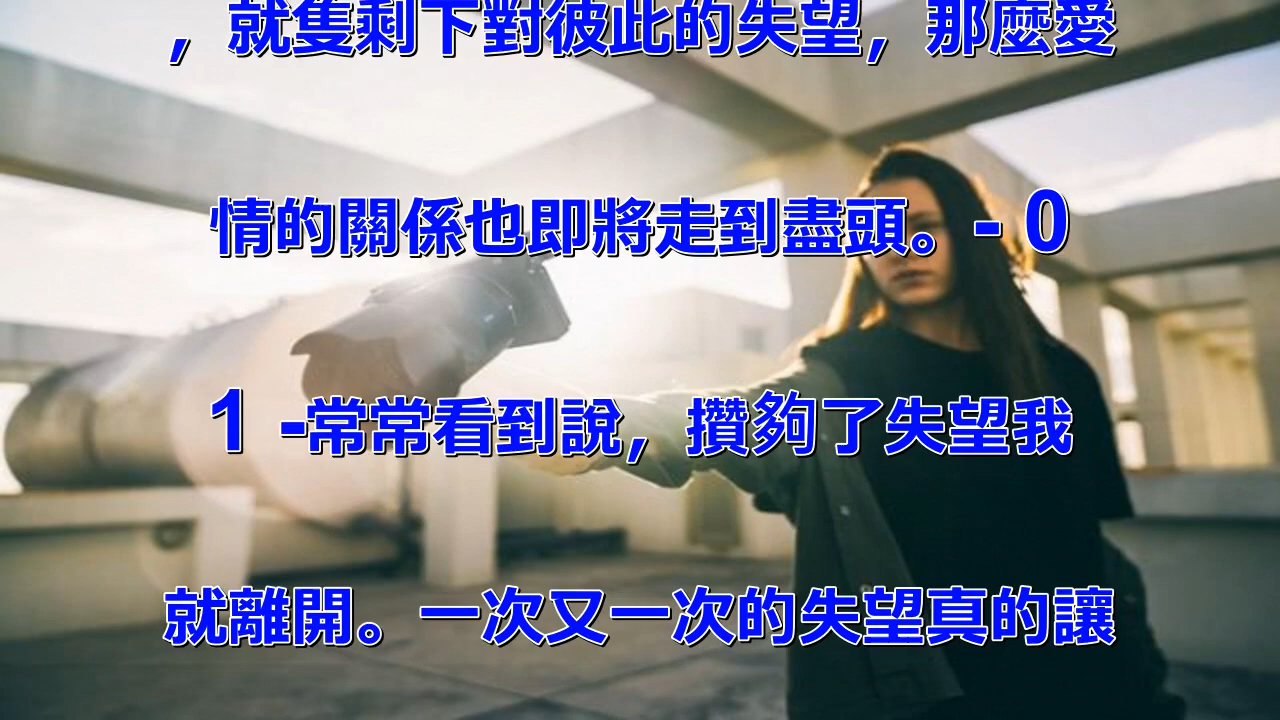 ，就隻剩下對彼此的失望，那麼愛
情的關係也即將走到盡頭。- 0
1 -常常看到說，攢夠了失望我
就離開。一次又一次的失望真的讓